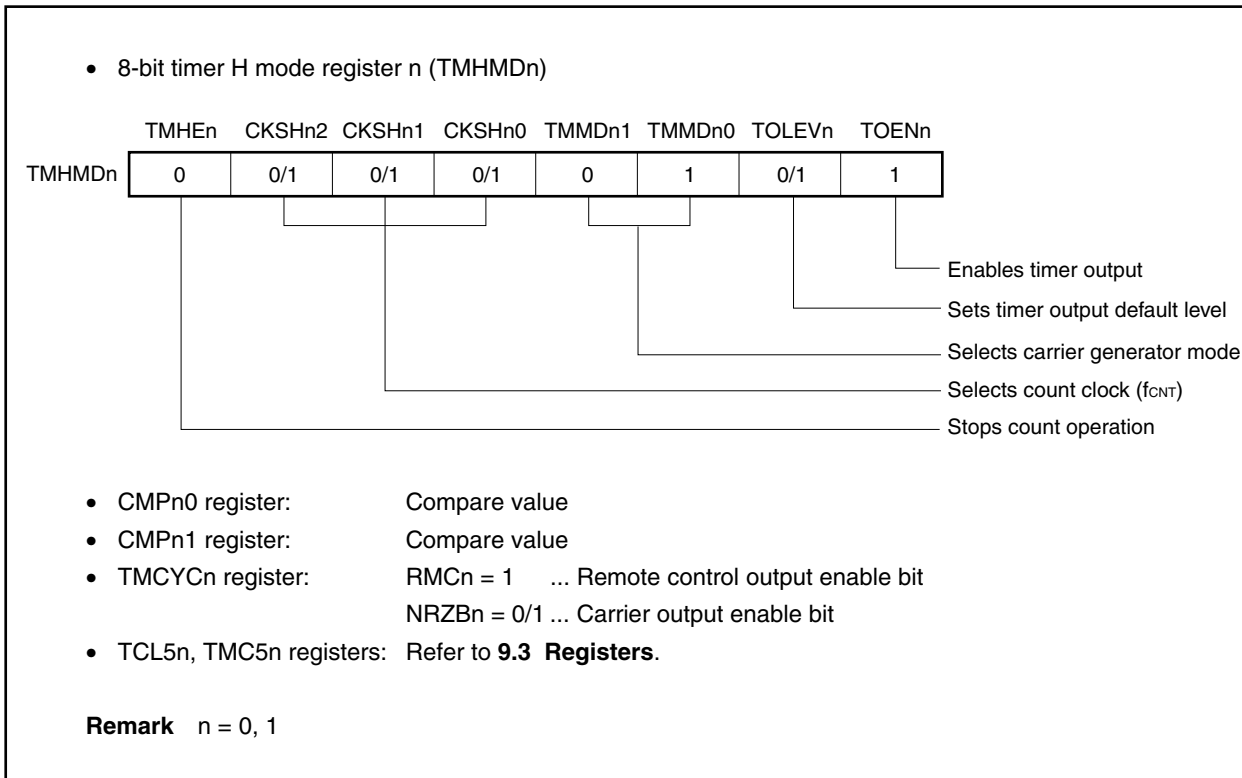 • 8-bit timer H mode register n (TMHMDn)
TMHEn CKSHn2 CKSHn1 CKSHn0 TMMDn1 TMMDn0 TOLEVn TOENn
TMHMDn 0 0/1 0/1 0/1 0 1 0/1 1
Enables timer output
Sets timer output default level
Selects carrier generator mode
Selects count clock (fCNT)
Stops count operation
• CMPn0 register: Compare value
• CMPn1 register: Compare value
• TMCYCn register: RMCn = 1 ... Remote control output enable bit
NRZBn = 0/1 ... Carrier output enable bit
• TCL5n, TMC5n registers: Refer to 9.3 Registers.
Remark n = 0, 1